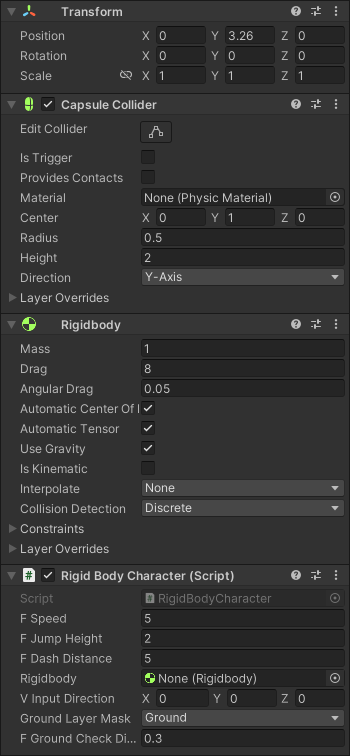 Transform
Position X 0 Y 3.26 Z 0
Rotation X 0 Y 0 Z 0
Scale X 1 Y 1 Z 1
Capsule Collider
Edit Collider
Is Trigger
Provides Contacts
Material None (Physic Material)
Center X 0 Y 1 Z 0
Radius 0.5
Height 2
Direction Y-Axis
Layer Overrides
Rigidbody
Mass 1
Drag 8
Angular Drag 0.05
Automatic Center Of
Automatic Tensor
Use Gravity
Is Kinematic
Interpolate None
Collision Detection Discrete
Constraints
Layer Overrides
# Rigid Body Character (Script)
Script # RigidBodyCharacter
F Speed 5
F Jump Height 2
F Dash Distance 5
Rigidbody None (Rigidbody)
V Input Direction X 0 Y 0 Z 0
Ground Layer Mask Ground
F Ground Check Di... 0.3